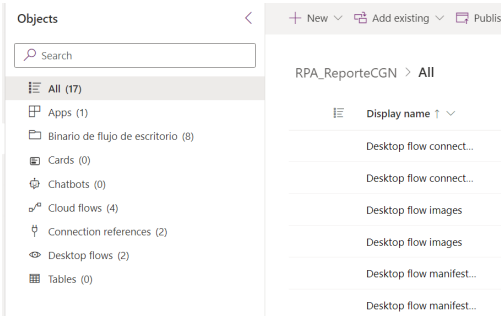 Objects
New Add existing Publis
Search
RPA_ReporteCGN > All
All (17)
Apps (1)
Binario de flujo de escritorio (8)
Cards (0)
Chatbots (0)
Cloud flows (4)
Connection references (2)
Desktop flows (2)
Tables (0)
Display name ↑
Desktop flow connect...
Desktop flow connect...
Desktop flow images
Desktop flow images
Desktop flow manifest...
Desktop flow manifest...